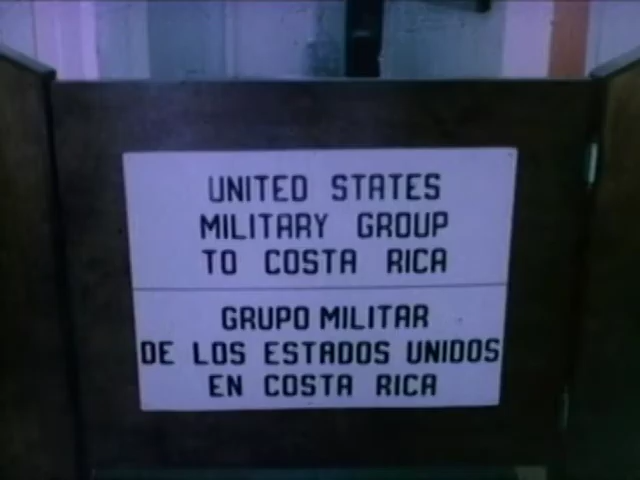 UNITED STATES
MILITARY GROUP
TO COSTA RICA
GRUPO MILITAR
DE LOS ESTADOS UNIDOS
EN COSTA RICA